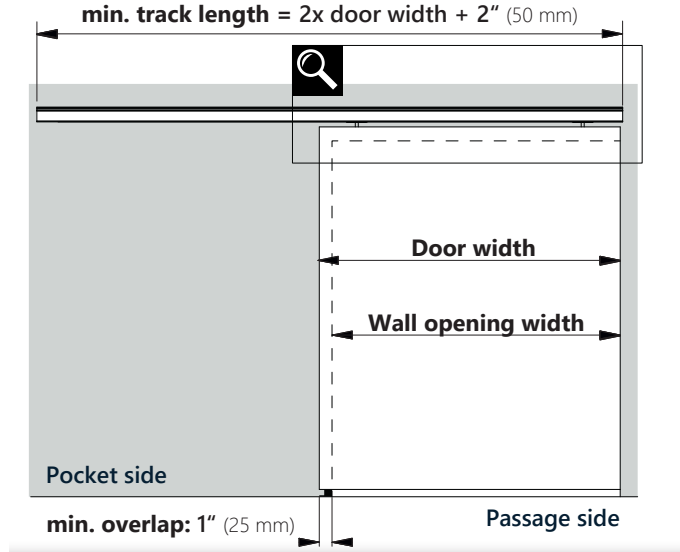 min. track length = 2x door width + 2“ (50 mm)
Door width
Wall opening width
Pocket side
Passage side
min. overlap: 1“ (25 mm)